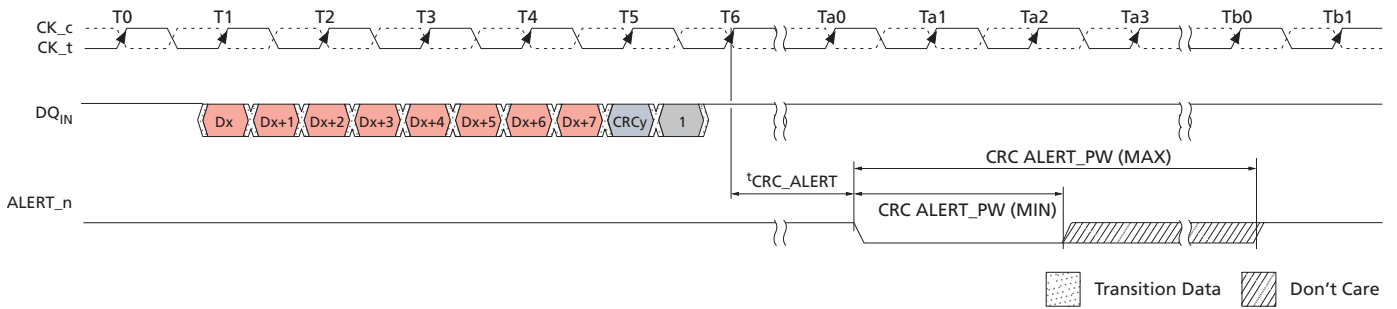 T0 T1 T2 T3 T4 T5 T6 Ta0 Ta1 Ta2 Ta3 Tb0 Tb1
CK_c
CK_t
DQIN
Dx Dx+1 Dx+2 Dx+3 Dx+4 Dx+5 Dx+6 Dx+7 CRCy 1
CRC ALERT_PW (MAX)
tCRC_ALERT
ALERT_n
CRC ALERT_PW (MIN)
Transition Data
Don't Care